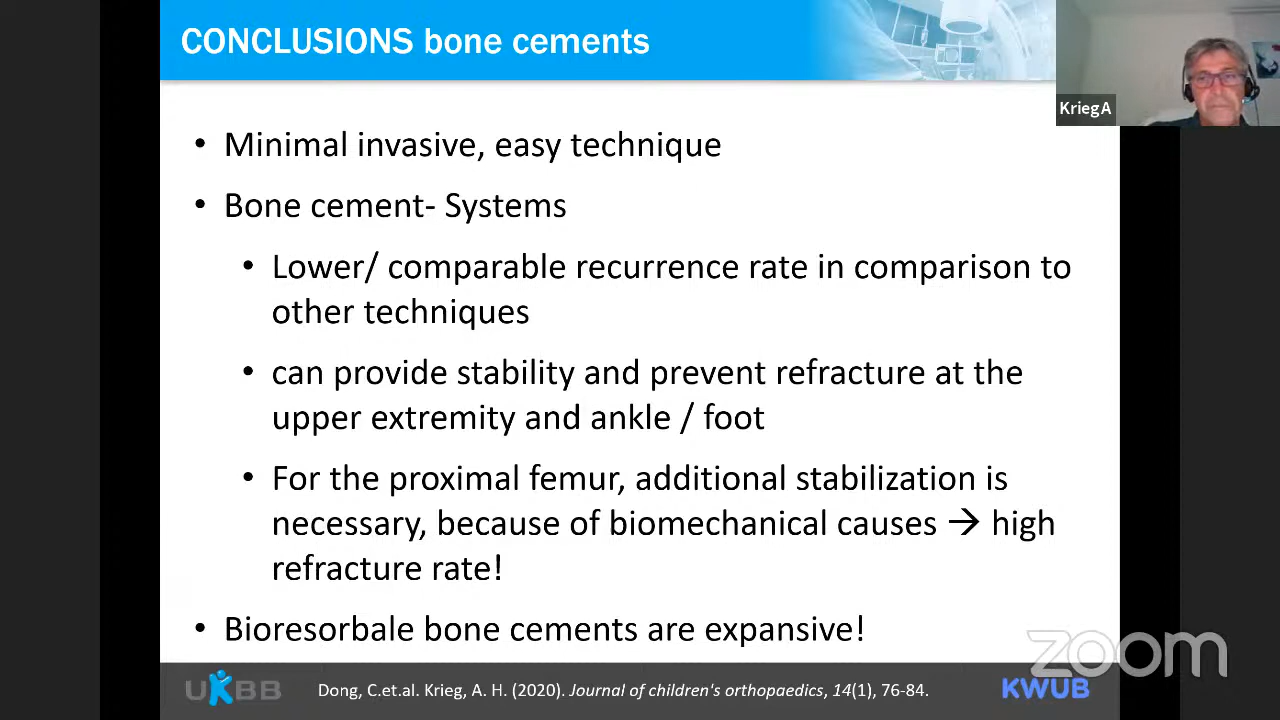 CONCLUSIONS bone cements
KriegA
• Minimal invasive, easy technique
• Bone cement- Systems
• Lower/ comparable recurrence rate in comparison to
other techniques
• can provide stability and prevent refracture at the
upper extremity and ankle / foot
• For the proximal femur, additional stabilization is
necessary, because of biomechanical causes → high
refracture rate!
• Bioresorbale bone cements are expansive!
zoom
UKBB
Dong, C.et.al. Krieg, A. H. (2020). Journal of children's orthopaedics, 14(1), 76-84.
KWUB